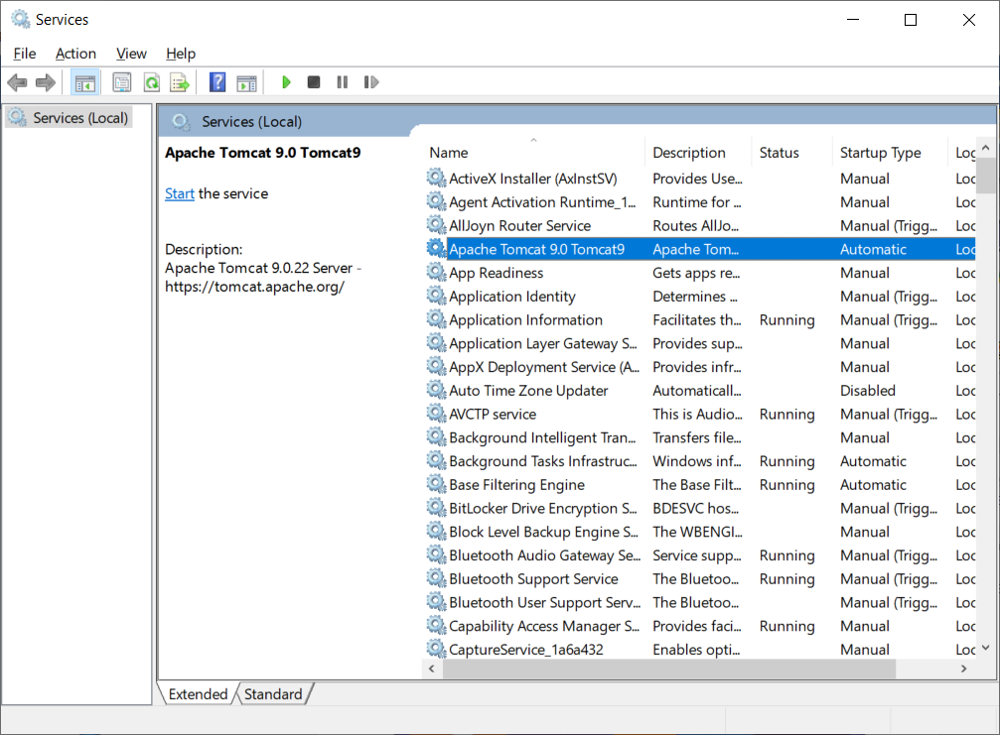 Services
File Action View Help
Services (Local)
Services (Local)
Apache Tomcat 9.0 Tomcat9
Start the service
Description:
Apache Tomcat 9.0.22 Server -
https://tomcat.apache.org/
Name Description Status Startup Type Log
ActiveX Installer (AxInstSV) Provides Use... Manual Loc
Agent Activation Runtime_1... Runtime for ... Manual Loc
AllJoyn Router Service Routes AllJo... Manual (Trigg... Loc
Apache Tomcat 9.0 Tomcat9 Apache Tom... Automatic Loc
App Readiness Gets apps re... Manual Loc
Application Identity Determines ... Manual (Trigg... Loc
Application Information Facilitates th... Running Manual (Trigg... Loc
Application Layer Gateway S... Provides sup... Manual Loc
AppX Deployment Service (A... Provides infr... Manual Loc
Auto Time Zone Updater Automaticall... Disabled Loc
AVCTP service This is Audio... Running Manual (Trigg... Loc
Background Intelligent Tran... Transfers file... Manual Loc
Background Tasks Infrastruc... Windows inf... Running Automatic Loc
Base Filtering Engine The Base Filt... Running Automatic Loc
BitLocker Drive Encryption S... BDESVC hos... Manual (Trigg... Loc
Block Level Backup Engine S... The WBENGI... Manual Loc
Bluetooth Audio Gateway Se... Service supp... Running Manual (Trigg... Loc
Bluetooth Support Service The Bluetoo... Running Manual (Trigg... Loc
Bluetooth User Support Serv... The Bluetoo... Manual (Trigg... Loc
Capability Access Manager S... Provides faci... Running Manual Loc
CaptureService_1a6a432 Enables opti... Manual Loc
Extended Standard